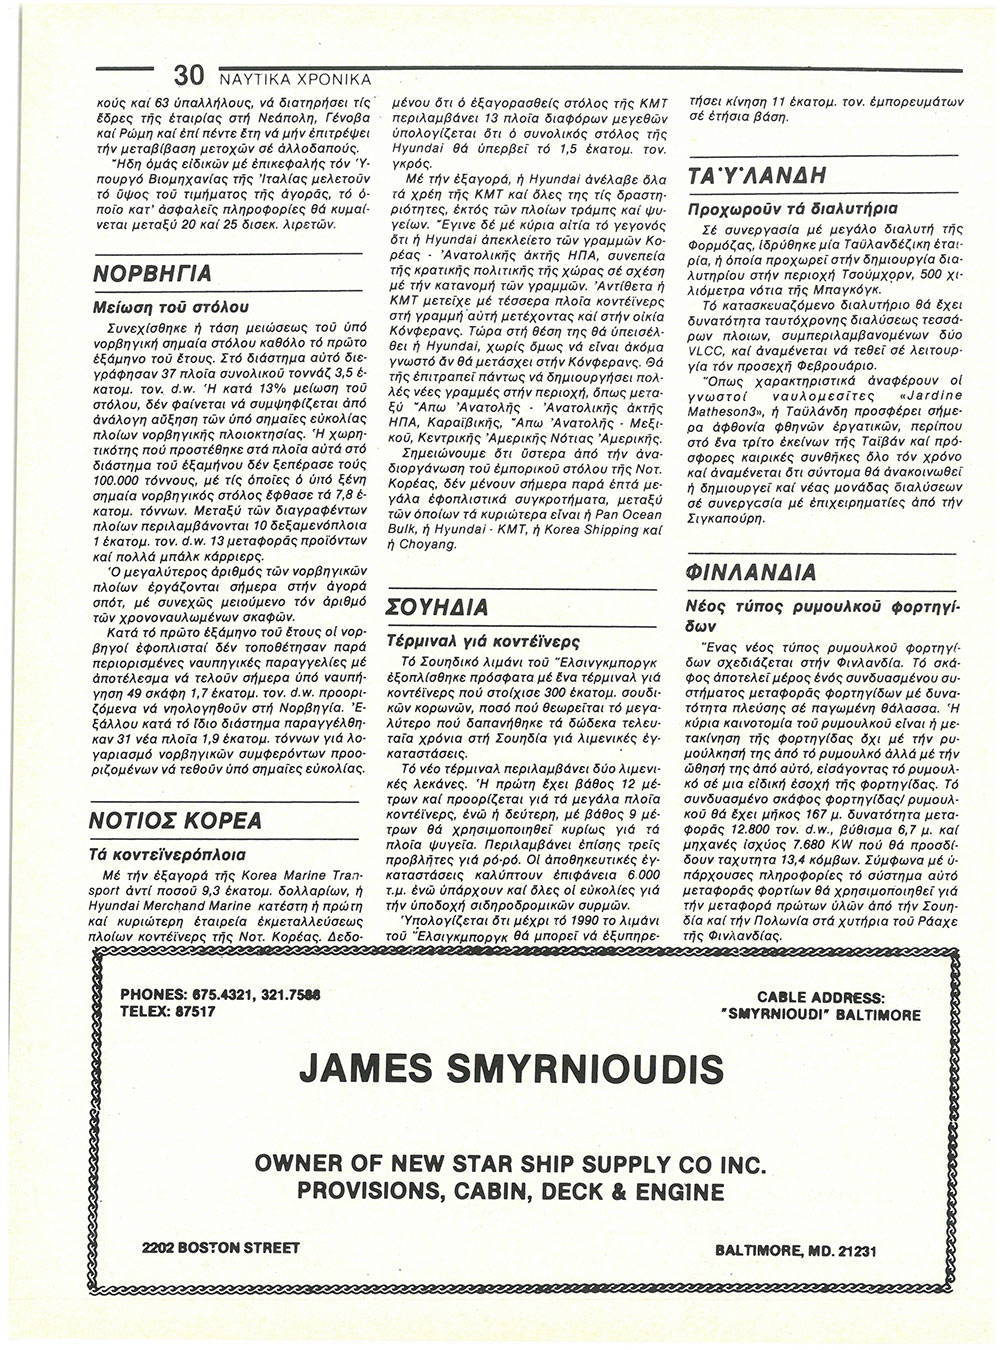 30 ΝΑΥΤΙΚΑ ΧΡΟΝΙΚΑ
κούς καί 63 ὑπαλλήλους, νά διατηρήσει τίς
ἕδρες τῆς ἑταιρίας στή Νεάπολη, Γένοβα
καί Ρώμη καί ἐπί πέντε ἔτη νά μήν ἐπιτρέψει
τήν μεταβίβαση μετοχῶν σέ ἀλλοδαπούς.
Ἤδη ὁμάς εἰδικῶν μέ ἐπικεφαλής τόν Ὑ-
πουργό Βιομηχανίας τῆς Ἰταλίας μελετοῦν
τό ὕψος τοῦ τιμήματος τῆς ἀγορᾶς, τό ὁ-
ποῖο κατ' ἀσφαλεῖς πληροφορίες θά κυμαί-
νεται μεταξύ 20 καί 25 δισεκ. λιρετῶν.
ΝΟΡΒΗΓΙΑ
Μείωση τοῦ στόλου
Συνεχίσθηκε ἡ τάση μειώσεως τοῦ ὑπό
νορβηγική σημαία στόλου καθόλο τό πρῶτο
ἑξάμηνο τοῦ ἔτους. Στό διάστημα αὐτό διε-
γράφησαν 37 πλοῖα συνολικοῦ τοννάζ 3,5 ἑ-
κατομ. τον. d.w. Ἡ κατά 13% μείωση τοῦ
στόλου, δέν φαίνεται νά συμψηφίζεται ἀπό
ἀνάλογη αὔξηση τῶν ὑπό σημαῖες εὐκολίας
πλοίων νορβηγικῆς πλοιοκτησίας. Ἡ χωρη-
τικότης πού προστέθηκε στά πλοῖα αὐτά στό
διάστημα τοῦ ἑξαμήνου δέν ξεπέρασε τούς
100.000 τόννους, μέ τίς ὁποῖες ὁ ὑπό ξένη
σημαία νορβηγικός στόλος ἔφθασε τά 7,8 ἑ-
κατομ. τόννων. Μεταξύ τῶν διαγραφέντων
πλοίων περιλαμβάνονται 10 δεξαμενόπλοια
1 ἑκατομ. τον. d.w. 13 μεταφορᾶς προϊόντων
καί πολλά μπάλκ κάρριερς.
Ὁ μεγαλύτερος ἀριθμός τῶν νορβηγικῶν
πλοίων ἐργάζονται σήμερα στήν ἀγορά
σπότ, μέ συνεχῶς μειούμενο τόν ἀριθμό
τῶν χρονοναυλωμένων σκαφῶν.
Κατά τό πρῶτο ἑξάμηνο τοῦ ἔτους οἱ νορ-
βηγοί ἐφοπλισταί δέν τοποθέτησαν παρά
περιορισμένες ναυπηγικές παραγγελίες μέ
ἀποτέλεσμα νά τελοῦν σήμερα ὑπό ναυπή-
γηση 49 σκάφη 1,7 ἑκατομ. τον. d.w. προορι-
ζόμενα νά νηολογηθοῦν στή Νορβηγία. Ἐ-
ξάλλου κατά τό ἴδιο διάστημα παραγγέλθη-
καν 31 νέα πλοῖα 1,9 ἑκατομ. τόννων γιά λο-
γαριασμό νορβηγικῶν συμφερόντων προο-
ριζομένων νά τεθοῦν ὑπό σημαῖες εὐκολίας.
ΝΟΤΙΟΣ ΚΟΡΕΑ
Τά κοντεϊνερόπλοια
Μέ τήν ἐξαγορά τῆς Korea Marine Tran-
sport ἀντί ποσοῦ 9,3 ἑκατομ. δολλαρίων, ἡ
Hyundai Merchand Marine κατέστη ἡ πρώτη
καί κυριώτερη ἑταιρεία ἐκμεταλλεύσεως
πλοίων κοντέϊνερς τῆς Νοτ. Κορέας. Δεδο-
μένου ὅτι ὁ ἐξαγορασθείς στόλος τῆς KMT
περιλαμβάνει 13 πλοῖα διαφόρων μεγεθῶν
ὑπολογίζεται ὅτι ὁ συνολικός στόλος τῆς
Hyundai θά ὑπερβεῖ τό 1,5 ἑκατομ. τον.
γκρός.
Μέ τήν ἐξαγορά, ἡ Hyundai ἀνέλαβε ὅλα
τά χρέη τῆς KMT καί ὅλες της τίς δραστη-
ριότητες, ἐκτός τῶν πλοίων τράμπς καί ψυ-
γείων. Ἔγινε δέ μέ κύρια αἰτία τό γεγονός
ὅτι ἡ Hyundai ἀπεκλείετο τῶν γραμμῶν Κο-
ρέας - Ἀνατολικῆς ἀκτῆς ΗΠΑ, συνεπεία
τῆς κρατικῆς πολιτικῆς τῆς χώρας σέ σχέση
μέ τήν κατανομή τῶν γραμμῶν. Ἀντίθετα ἡ
KMT μετεῖχε μέ τέσσερα πλοῖα κοντέϊνερς
στή γραμμή αὐτή μετέχοντας καί στήν οἰκία
Κόνφερανς. Τώρα στή θέση της θά ὑπεισέλ-
θει ἡ Hyundai, χωρίς ὅμως νά εἶναι ἀκόμα
γνωστό ἄν θά μετάσχει στήν Κόνφερανς. Θά
τῆς ἐπιτραπεῖ πάντως νά δημιουργήσει πολ-
λές νέες γραμμές στήν περιοχή, ὅπως μετα-
ξύ Ἄπω Ἀνατολῆς - Ἀνατολικῆς ἀκτῆς
ΗΠΑ, Καραϊβικῆς, Ἄπω Ἀνατολῆς - Μεξι-
κοῦ, Κεντρικῆς Ἀμερικῆς Νότιας Ἀμερικῆς.
Σημειώνουμε ὅτι ὕστερα ἀπό τήν ἀνα-
διοργάνωση τοῦ ἐμπορικοῦ στόλου τῆς Νοτ.
Κορέας, δέν μένουν σήμερα παρά ἑπτά με-
γάλα ἐφοπλιστικά συγκροτήματα, μεταξύ
τῶν ὁποίων τά κυριώτερα εἶναι ἡ Pan Ocean
Bulk, ἡ Hyundai - KMT, ἡ Korea Shipping καί
ἡ Choyang.
ΣΟΥΗΔΙΑ
Τέρμιναλ γιά κοντέϊνερς
Τό Σουηδικό λιμάνι τοῦ Ἕλσινγκμποργκ
ἐξοπλίσθηκε πρόσφατα μέ ἕνα τέρμιναλ γιά
κοντέϊνερς πού στοίχισε 300 ἑκατομ. σουδι-
κῶν κορωνῶν, ποσό πού θεωρεῖται τό μεγα-
λύτερο πού δαπανήθηκε τά δώδεκα τελευ-
ταῖα χρόνια στή Σουηδία γιά λιμενικές ἐγ-
καταστάσεις.
Τό νέο τέρμιναλ περιλαμβάνει δύο λιμενι-
κές λεκάνες. Ἡ πρώτη ἔχει βάθος 12 μέ-
τρων καί προορίζεται γιά τά μεγάλα πλοῖα
κοντέϊνερς, ἐνῶ ἡ δεύτερη, μέ βάθος 9 μέ-
τρων θά χρησιμοποιηθεῖ κυρίως γιά τά
πλοῖα ψυγεῖα. Περιλαμβάνει ἐπίσης τρεῖς
προβλῆτες γιά ρό-ρό. Οἱ ἀποθηκευτικές ἐγ-
καταστάσεις καλύπτουν ἐπιφάνεια 6.000
τ.μ. ἐνῶ ὑπάρχουν καί ὅλες οἱ εὐκολίες γιά
τήν ὑποδοχή σιδηροδρομικῶν συρμῶν.
Ὑπολογίζεται ὅτι μέχρι τό 1990 το λιμάνι
τοῦ Ἕλσιγκμποργκ θά μπορεῖ νά ἐξυπηρε-
τήσει κίνηση 11 ἑκατομ. τον. ἐμπορευμάτων
σέ ἐτήσια βάση.
ΤΑ·Υ·ΛΑΝΔΗ
Προχωροῦν τά διαλυτήρια
Σέ συνεργασία μέ μεγάλο διαλυτή τῆς
Φορμόζας, ἱδρύθηκε μία Ταϋλανδέζικη ἑται-
ρία, ἡ ὁποία προχωρεῖ στήν δημιουργία δια-
λυτηρίου στήν περιοχή Τσούμχορν, 500 χι-
λιόμετρα νότια τῆς Μπαγκόγκ.
Τό κατασκευαζόμενο διαλυτήριο θά ἔχει
δυνατότητα ταυτόχρονης διαλύσεως τεσσά-
ρων πλοιων, συμπεριλαμβανομένων δύο
VLCC, καί ἀναμένεται νά τεθεῖ σέ λειτουρ-
γία τόν προσεχῆ Φεβρουάριο.
Ὅπως χαρακτηριστικά ἀναφέρουν οἱ
γνωστοί ναυλομεσῖτες «Jardine
Matheson3», ἡ Ταϋλάνδη προσφέρει σήμε-
ρα ἀφθονία φθηνῶν ἐργατικῶν, περίπου
στό ἕνα τρίτο ἐκείνων τῆς Ταϊβάν καί πρό-
σφορες καιρικές συνθῆκες ὅλο τόν χρόνο
καί ἀναμένεται ὅτι σύντομα θά ἀνακοινωθεῖ
ἡ δημιουργεῖ καί νέας μονάδας διαλύσεων
σέ συνεργασία μέ ἐπιχειρηματίες ἀπό τήν
Σιγκαπούρη.
ΦΙΝΛΑΝΔΙΑ
Νέος τύπος ρυμουλκοῦ φορτηγί-
δων
Ἕνας νέος τύπος ρυμουλκοῦ φορτηγί-
δων σχεδιάζεται στήν Φινλανδία. Τό σκά-
φος ἀποτελεῖ μέρος ἑνός συνδυασμένου συ-
στήματος μεταφορᾶς φορτηγίδων μέ δυνα-
τότητα πλεύσης σέ παγωμένη θάλασσα. Ἡ
κύρια καινοτομία τοῦ ρυμουλκοῦ εἶναι ἡ με-
τακίνηση τῆς φορτηγίδας ὄχι μέ τήν ρυ-
μούλκησή της ἀπό τό ρυμουλκό ἀλλά μέ τήν
ὤθησή της ἀπό αὐτό, εἰσάγοντας τό ρυμουλ-
κό σέ μια εἰδική ἐσοχή τῆς φορτηγίδας. Τό
συνδυασμένο σκάφος φορτηγίδας/ ρυμουλ-
κοῦ θά ἔχει μῆκος 167 μ. δυνατότητα μετα-
φορᾶς 12.800 τον. d.w., βύθισμα 6,7 μ. καί
μηχανές ἰσχύος 7.680 KW πού θά προσδί-
δουν ταχυτητα 13,4 κόμβων. Σύμφωνα μέ ὑ-
πάρχουσες πληροφορίες τό σύστημα αὐτό
μεταφορᾶς φορτίων θά χρησιμοποιηθεῖ γιά
τήν μεταφορά πρώτων ὑλῶν ἀπό τήν Σουη-
δία καί τήν Πολωνία στά χυτήρια τοῦ Ράαχε
τῆς Φινλανδίας.
PHONES: 675.4321, 321.7588
TELEX: 87517
CABLE ADDRESS:
"SMYRNIOUDI" BALTIMORE
JAMES SMYRNIOUDIS
OWNER OF NEW STAR SHIP SUPPLY CO INC.
PROVISIONS, CABIN, DECK & ENGINE
2202 BOSTON STREET
BALTIMORE, MD. 21231